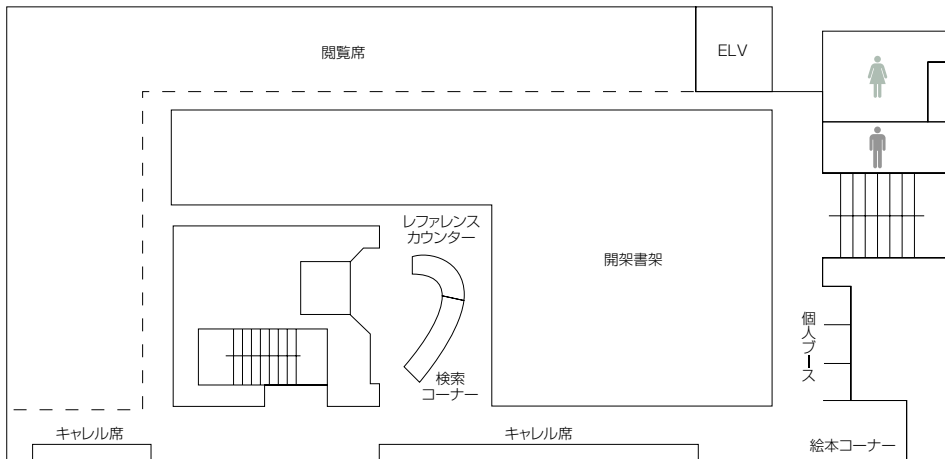 閲覧席
ELV
レファレンス
カウンター
開架書架
個人ブース
検索
コーナー
キャレル席
キャレル席
絵本コーナー